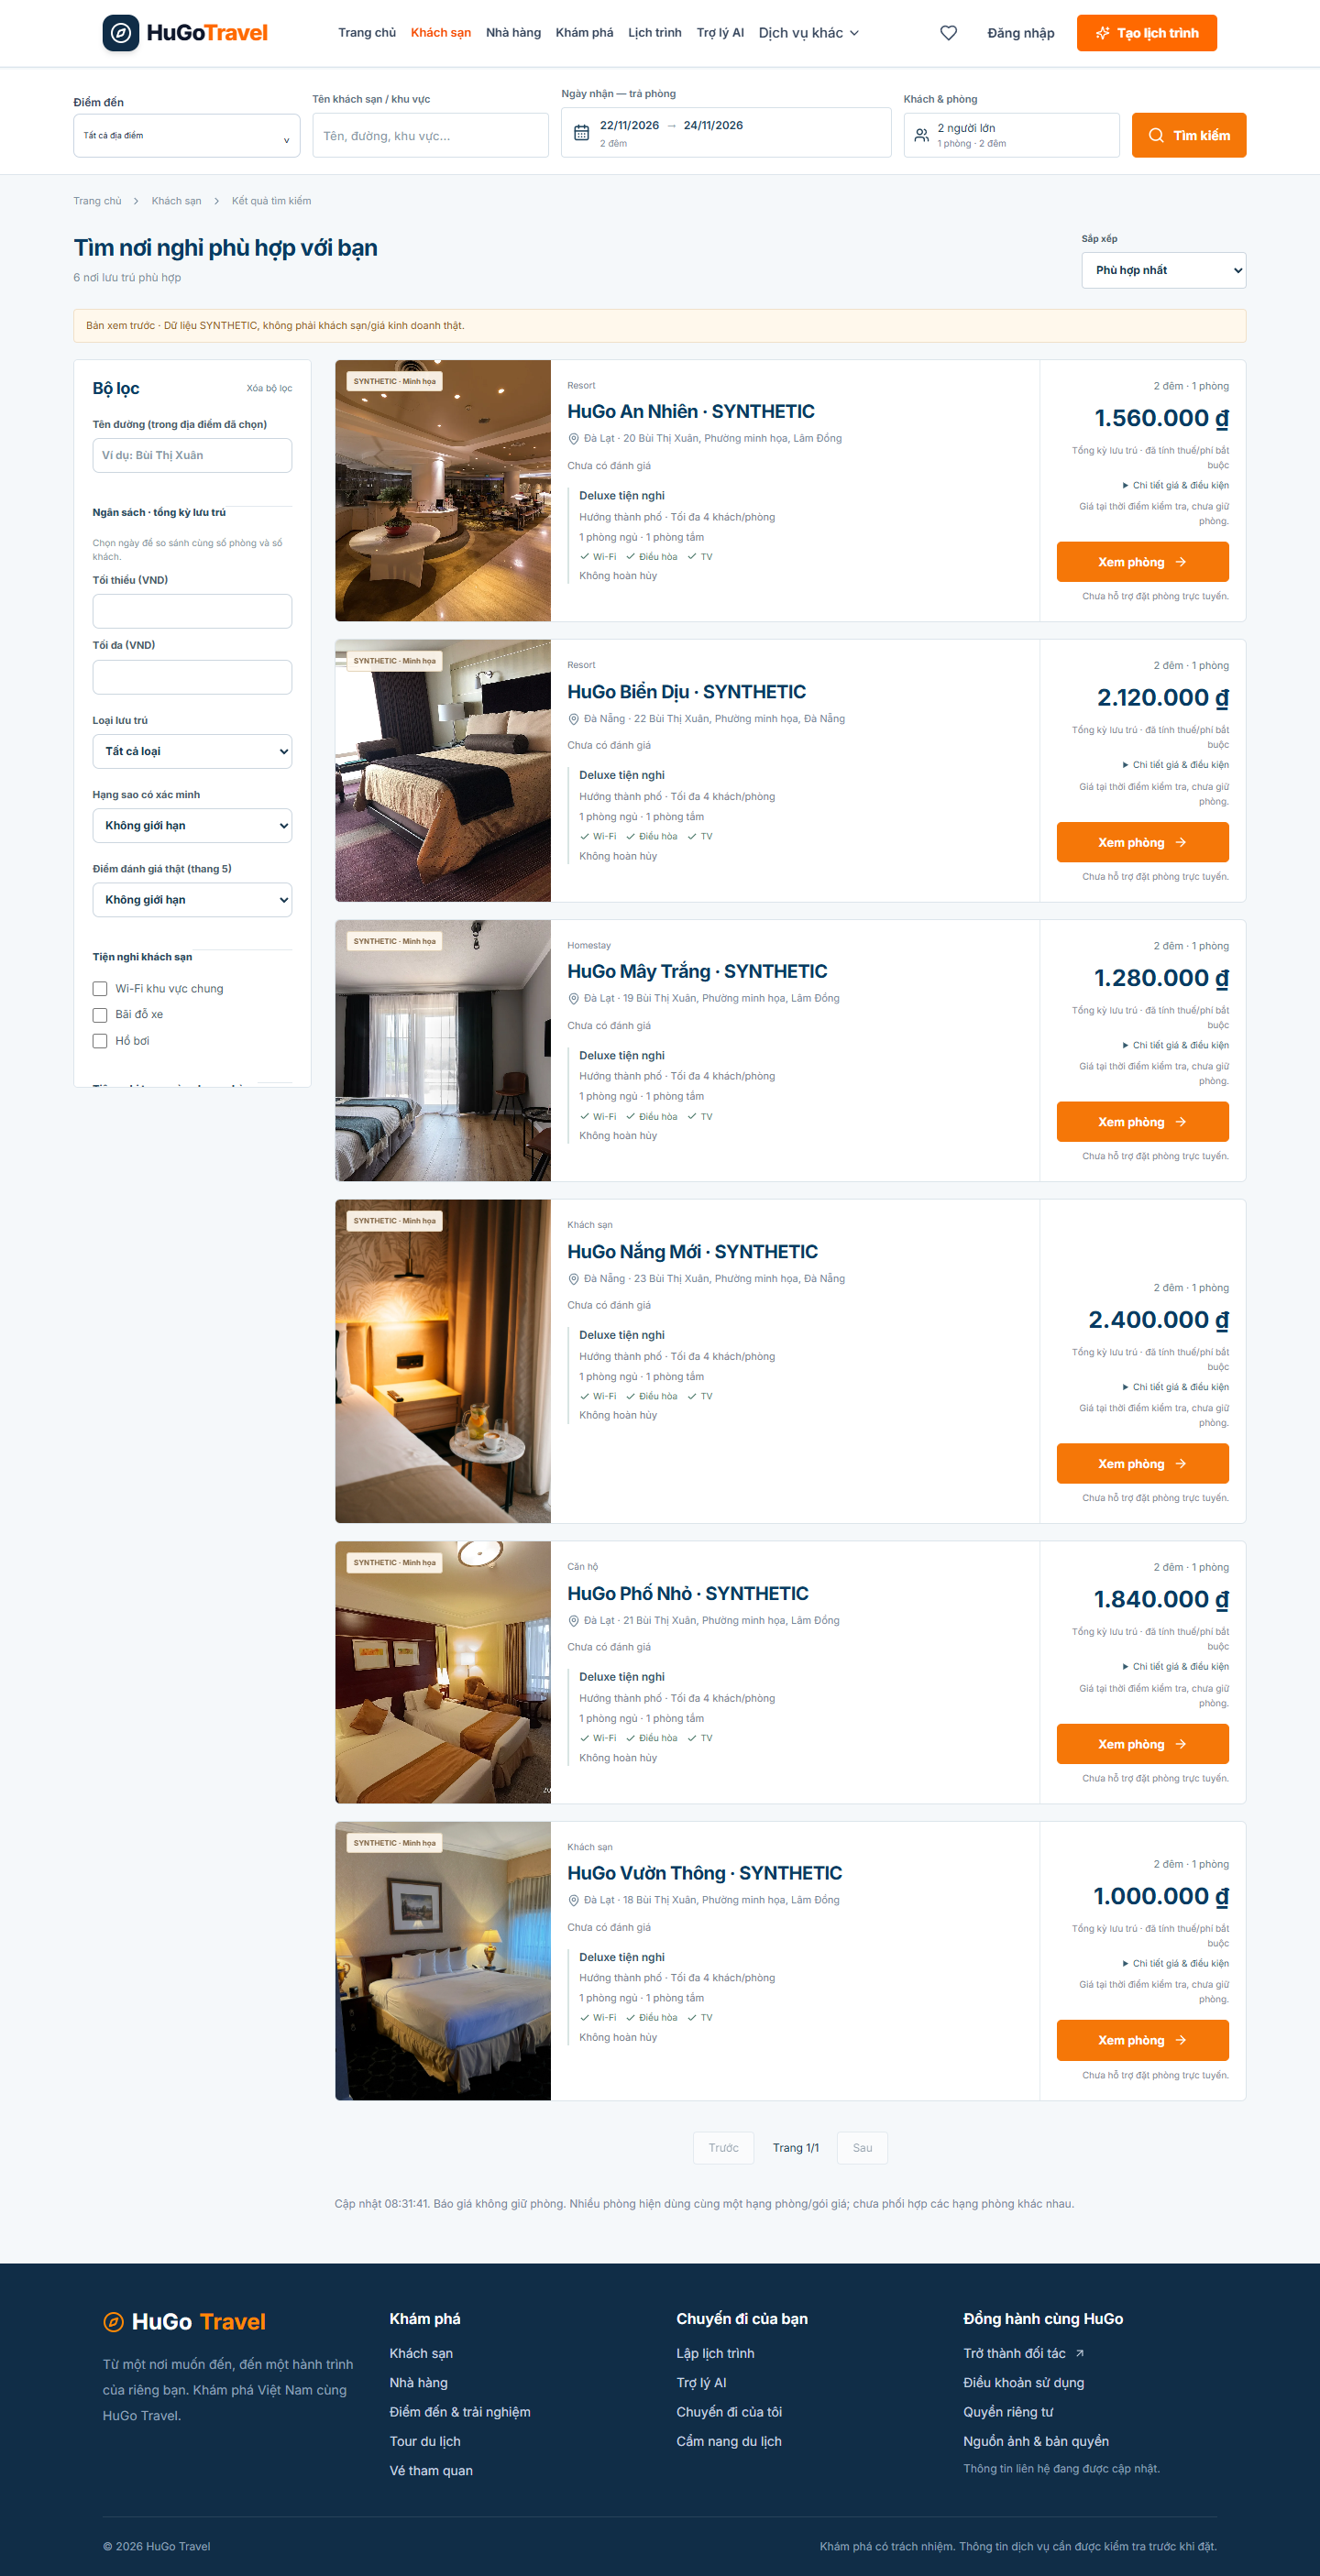 HuGoTravel
Trang chủ
Khách sạn
Nhà hàng
Khám phá
Lịch trình
Trợ lý AI
Dịch vụ khác
Đăng nhập
Tạo lịch trình
Điểm đến
Tất cả địa điểm
Tên khách sạn / khu vực
Tên, đường, khu vực...
Ngày nhận — trả phòng
22/11/2026 → 24/11/2026
2 đêm
Khách & phòng
2 người lớn
1 phòng · 2 đêm
Tìm kiếm
Trang chủ > Khách sạn > Kết quả tìm kiếm
Tìm nơi nghỉ phù hợp với bạn
6 nơi lưu trú phù hợp
Sắp xếp
Phù hợp nhất
Bản xem trước · Dữ liệu SYNTHETIC, không phải khách sạn/giá kinh doanh thật.
Bộ lọc
Xóa bộ lọc
Tên đường (trong địa điểm đã chọn)
Ví dụ: Bùi Thị Xuân
Ngân sách · tổng kỳ lưu trú
Chọn ngày để so sánh cùng số phòng và số
khách.
Tối thiểu (VND)
Tối đa (VND)
Loại lưu trú
Tất cả loại
Hạng sao có xác minh
Không giới hạn
Điểm đánh giá thật (thang 5)
Không giới hạn
Tiện nghi khách sạn
Wi-Fi khu vực chung
Bãi đỗ xe
Hồ bơi
SYNTHETIC · Minh họa
Resort
HuGo An Nhiên · SYNTHETIC
Đà Lạt · 20 Bùi Thị Xuân, Phường minh họa, Lâm Đồng
Chưa có đánh giá
Deluxe tiện nghi
Hướng thành phố · Tối đa 4 khách/phòng
1 phòng ngủ · 1 phòng tắm
Wi-Fi Điều hòa TV
Không hoàn hủy
2 đêm · 1 phòng
1.560.000 ₫
Tổng kỳ lưu trú · đã tính thuế/phí bắt
buộc
Chi tiết giá & điều kiện
Giá tại thời điểm kiểm tra, chưa giữ
phòng.
Xem phòng →
Chưa hỗ trợ đặt phòng trực tuyến.
SYNTHETIC · Minh họa
Resort
HuGo Biển Dịu · SYNTHETIC
Đà Nẵng · 22 Bùi Thị Xuân, Phường minh họa, Đà Nẵng
Chưa có đánh giá
Deluxe tiện nghi
Hướng thành phố · Tối đa 4 khách/phòng
1 phòng ngủ · 1 phòng tắm
Wi-Fi Điều hòa TV
Không hoàn hủy
2 đêm · 1 phòng
2.120.000 ₫
Tổng kỳ lưu trú · đã tính thuế/phí bắt
buộc
Chi tiết giá & điều kiện
Giá tại thời điểm kiểm tra, chưa giữ
phòng.
Xem phòng →
Chưa hỗ trợ đặt phòng trực tuyến.
SYNTHETIC · Minh họa
Homestay
HuGo Mây Trắng · SYNTHETIC
Đà Lạt · 19 Bùi Thị Xuân, Phường minh họa, Lâm Đồng
Chưa có đánh giá
Deluxe tiện nghi
Hướng thành phố · Tối đa 4 khách/phòng
1 phòng ngủ · 1 phòng tắm
Wi-Fi Điều hòa TV
Không hoàn hủy
2 đêm · 1 phòng
1.280.000 ₫
Tổng kỳ lưu trú · đã tính thuế/phí bắt
buộc
Chi tiết giá & điều kiện
Giá tại thời điểm kiểm tra, chưa giữ
phòng.
Xem phòng →
Chưa hỗ trợ đặt phòng trực tuyến.
SYNTHETIC · Minh họa
Khách sạn
HuGo Nắng Mới · SYNTHETIC
Đà Nẵng · 23 Bùi Thị Xuân, Phường minh họa, Đà Nẵng
Chưa có đánh giá
Deluxe tiện nghi
Hướng thành phố · Tối đa 4 khách/phòng
1 phòng ngủ · 1 phòng tắm
Wi-Fi Điều hòa TV
Không hoàn hủy
2 đêm · 1 phòng
2.400.000 ₫
Tổng kỳ lưu trú · đã tính thuế/phí bắt
buộc
Chi tiết giá & điều kiện
Giá tại thời điểm kiểm tra, chưa giữ
phòng.
Xem phòng →
Chưa hỗ trợ đặt phòng trực tuyến.
SYNTHETIC · Minh họa
Căn hộ
HuGo Phố Nhỏ · SYNTHETIC
Đà Lạt · 21 Bùi Thị Xuân, Phường minh họa, Lâm Đồng
Chưa có đánh giá
Deluxe tiện nghi
Hướng thành phố · Tối đa 4 khách/phòng
1 phòng ngủ · 1 phòng tắm
Wi-Fi Điều hòa TV
Không hoàn hủy
2 đêm · 1 phòng
1.840.000 ₫
Tổng kỳ lưu trú · đã tính thuế/phí bắt
buộc
Chi tiết giá & điều kiện
Giá tại thời điểm kiểm tra, chưa giữ
phòng.
Xem phòng →
Chưa hỗ trợ đặt phòng trực tuyến.
SYNTHETIC · Minh họa
Khách sạn
HuGo Vườn Thông · SYNTHETIC
Đà Lạt · 18 Bùi Thị Xuân, Phường minh họa, Lâm Đồng
Chưa có đánh giá
Deluxe tiện nghi
Hướng thành phố · Tối đa 4 khách/phòng
1 phòng ngủ · 1 phòng tắm
Wi-Fi Điều hòa TV
Không hoàn hủy
2 đêm · 1 phòng
1.000.000 ₫
Tổng kỳ lưu trú · đã tính thuế/phí bắt
buộc
Chi tiết giá & điều kiện
Giá tại thời điểm kiểm tra, chưa giữ
phòng.
Xem phòng →
Chưa hỗ trợ đặt phòng trực tuyến.
Trước
Trang 1/1
Sau
Cập nhật 08:31:41. Báo giá không giữ phòng. Nhiều phòng hiện dùng cùng một hạng phòng/gói giá; chưa phối hợp các hạng phòng khác nhau.
HuGo Travel
Từ một nơi muốn đến, đến một hành trình
của riêng bạn. Khám phá Việt Nam cùng
HuGo Travel.
Khám phá
Khách sạn
Nhà hàng
Điểm đến & trải nghiệm
Tour du lịch
Vé tham quan
Chuyến đi của bạn
Lập lịch trình
Trợ lý AI
Chuyến đi của tôi
Cẩm nang du lịch
Đồng hành cùng HuGo
Trở thành đối tác
Điều khoản sử dụng
Quyền riêng tư
Nguồn ảnh & bản quyền
Thông tin liên hệ đang được cập nhật.
© 2026 HuGo Travel
Khám phá có trách nhiệm. Thông tin dịch vụ cần được kiểm tra trước khi đặt.